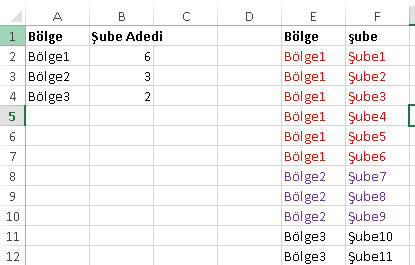 A B C D E F
1 Bölge Şube Adedi Bölge şube
2 Bölge1 6 Bölge1 Şube1
3 Bölge2 3 Bölge1 Şube2
4 Bölge3 2 Bölge1 Şube3
5 Bölge1 Şube4
6 Bölge1 Şube5
7 Bölge1 Şube6
8 Bölge2 Şube7
9 Bölge2 Şube8
10 Bölge2 Şube9
11 Bölge3 Şube10
12 Bölge3 Şube11